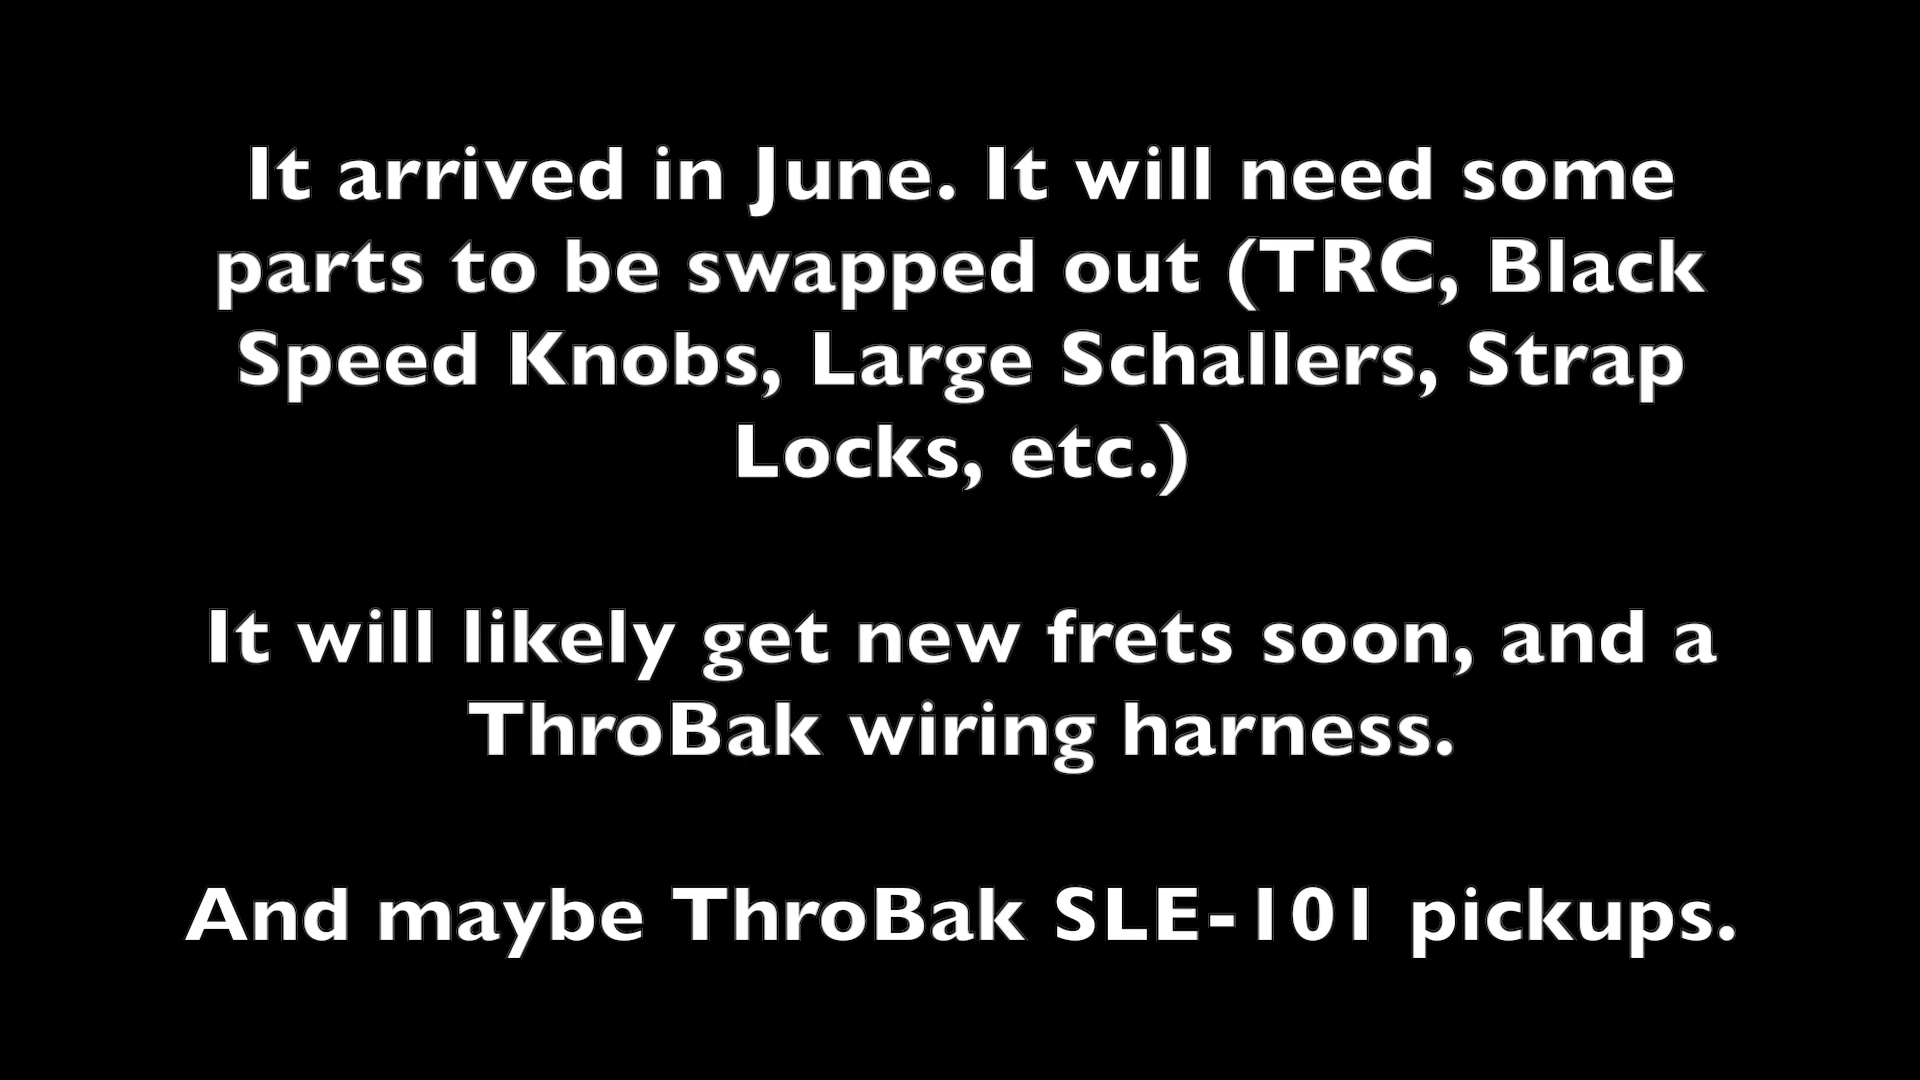 It arrived in June. It will need some
parts to be swapped out (TRC, Black
Speed Knobs, Large Schallers, Strap
Locks, etc.)
It will likely get new frets soon, and a
ThroBak wiring harness.
And maybe ThroBak SLE-101 pickups.